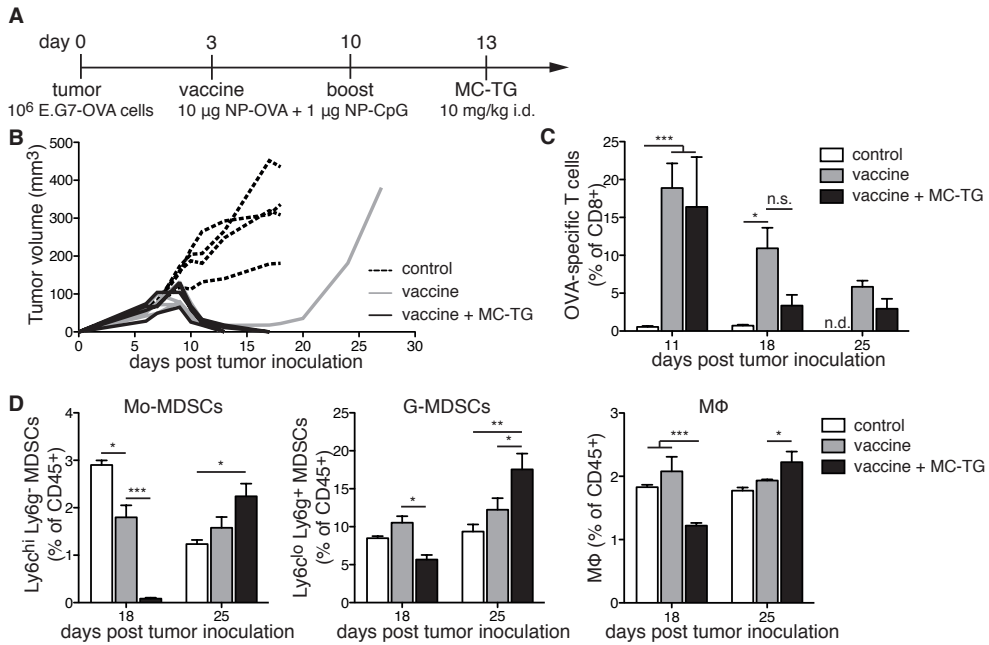 A
day 0 3 10 13
tumor vaccine boost MC-TG
10⁶ E.G7-OVA cells 10 µg NP-OVA + 1 µg NP-CpG 10 mg/kg i.d.
B
Tumor volume (mm³)
500
400
300
200
100
0
0 5 10 15 20 25 30
days post tumor inoculation
control
vaccine
vaccine + MC-TG
C
OVA-specific T cells
(% of CD8⁺)
25
20
15
10
5
0
***
*
n.s.
n.d.
11 18 25
days post tumor inoculation
control
vaccine
vaccine + MC-TG
D
Mo-MDSCs
Ly6cʰⁱ Ly6g⁻ MDSCs
(% of CD45⁺)
4
3
2
1
0
*
***
*
18 25
days post tumor inoculation
G-MDSCs
Ly6cˡᵒ Ly6g⁺ MDSCs
(% of CD45⁺)
25
20
15
10
5
0
*
**
*
18 25
days post tumor inoculation
MΦ
MΦ (% of CD45+)
3
2
1
0
***
*
18 25
days post tumor inoculation
control
vaccine
vaccine + MC-TG